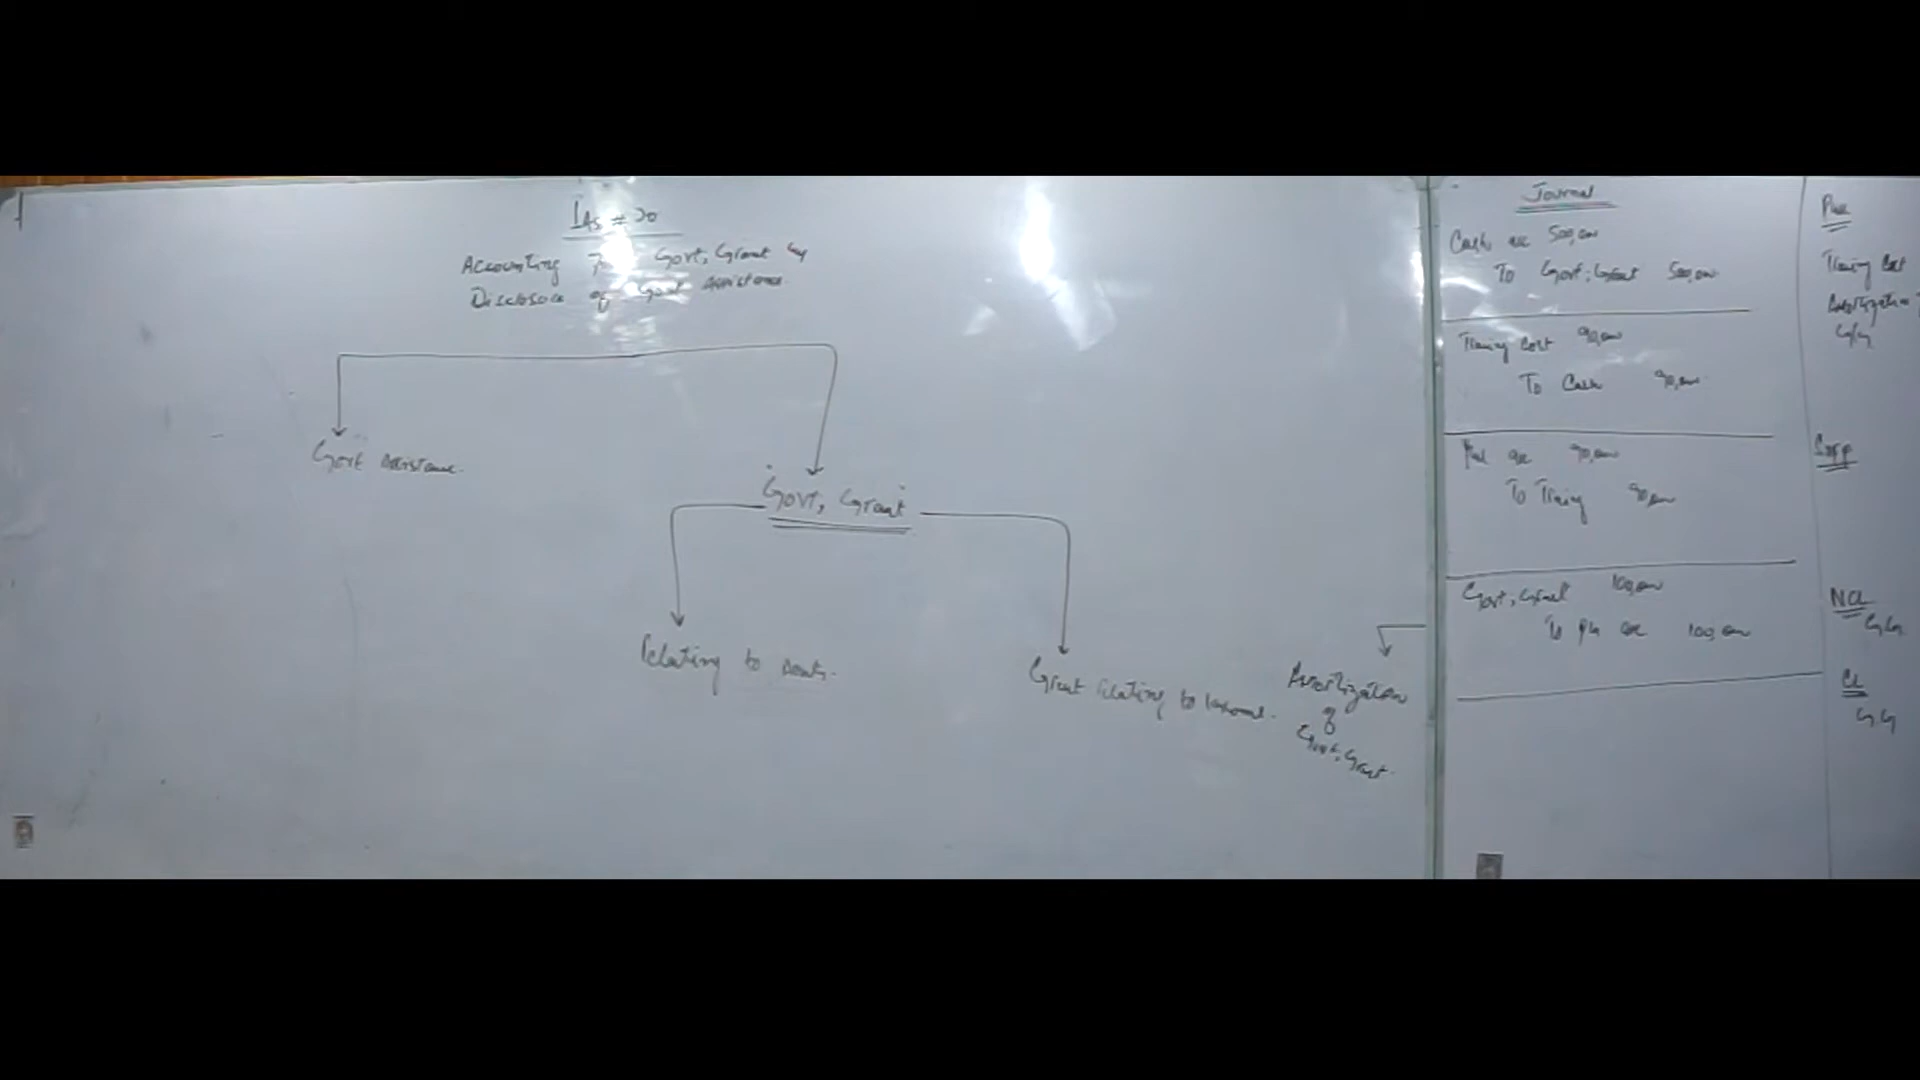 IAS # 20
Accounting For Govt, Grant &
Disclosure of Govt Assistance.
Govt Assistance.
Govt, Grant
Relating to Assets.
Grant relating to Income.
Amortization
of
Govt, Grant.
Journal
Cash a/c 500,000
To Govt, Grant 500,000
Training Cost 90,000
To Cash 90,000
P&L a/c 90,000
To Training 90,000
Govt, Grant 100,000
To P&L a/c 100,000
P&L
Training Cost
Amortization
G/G
SOFP
NCL
G.G
CL
G.G